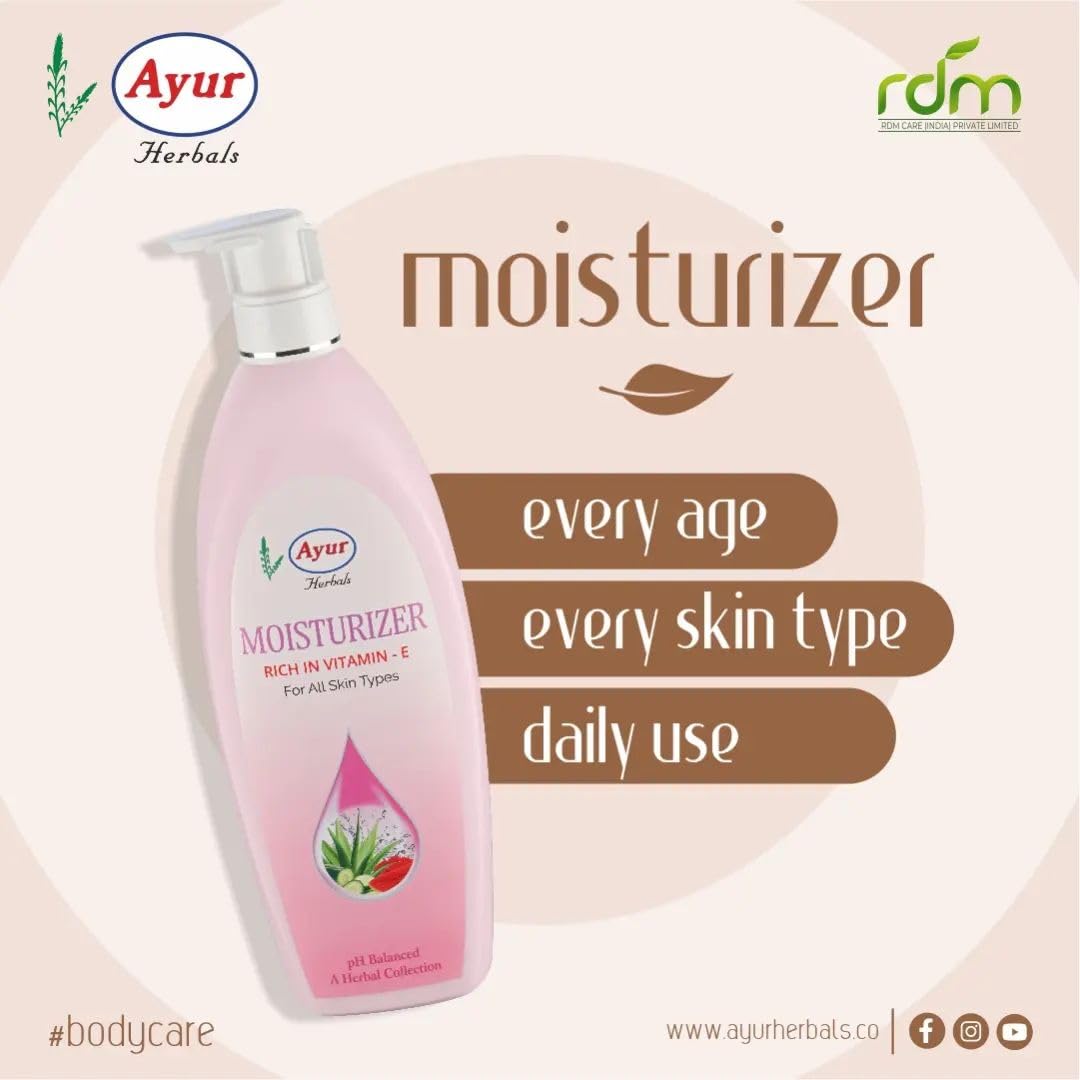 Ayur
Herbals
rdm
RDM CARE (INDIA) PRIVATE LIMITED
moisturizer
every age
every skin type
daily use
Ayur
Herbals
MOISTURIZER
RICH IN VITAMIN - E
For All Skin Types
pH Balanced
A Herbal Collection
#bodycare
www.ayurherbals.co